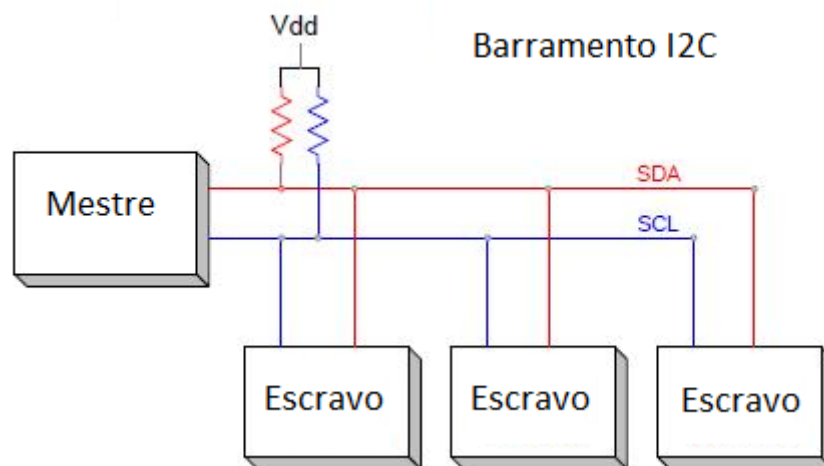 Vdd
Barramento I2C
Mestre
SDA
SCL
Escravo
Escravo
Escravo